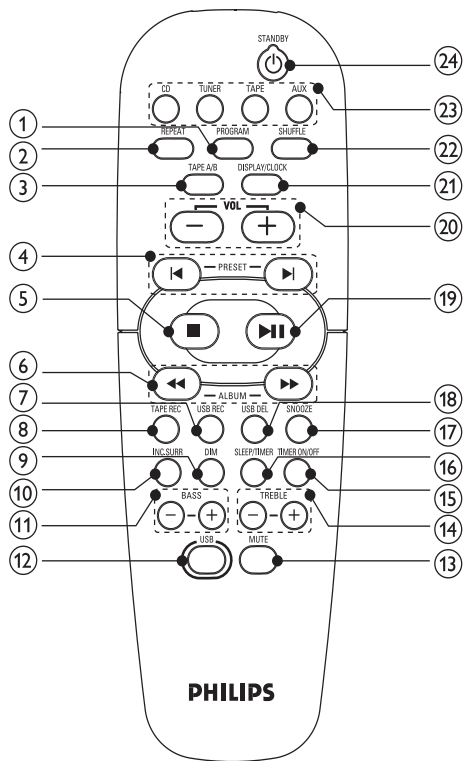 STANDBY
24
CD TUNER TAPE AUX
23
1
REPEAT PROGRAM SHUFFLE
2
22
TAPE A/B DISPLAY/CLOCK
3
21
VOL
− +
20
4
PRESET
5
19
6
ALBUM
7
18
TAPE REC USB REC USB DEL SNOOZE
8
17
9
INC.SURR DIM SLEEP/TIMER TIMER ON/OFF
16
10
15
BASS TREBLE
11
− - + − - +
14
USB MUTE
12
13
PHILIPS